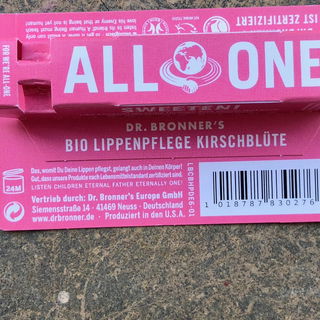 IST ZERTIFIZIERT
FOR WE'RE ALL-ONE
ALL ONE
SWEETEN!
DR. BRONNER'S
BIO LIPPENPFLEGE KIRSCHBLÜTE
Das, womit Du Deine Lippen pflegst, gelangt auch in Deinen Körper!
Gut, dass unsere Produkte nach Lebensmittelstandard zertifiziert sind.
LISTEN CHILDREN ETERNAL FATHER ETERNALLY ONE!
24M
Vertrieb durch: Dr. Bronner's Europe GmbH
Siemensstraße 14 · 41469 Neuss - Deutschland
www.drbronner.de · Produziert in den U.S.A.
LBCBHPDE6-01
1 018787 830276